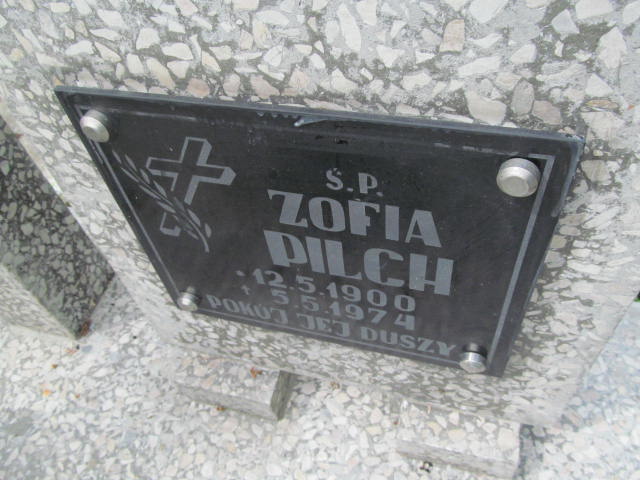 Ś.P.
ZOFIA
PILCH
* 12.5.1900
† 5.5.1974
POKÓJ JEJ DUSZY